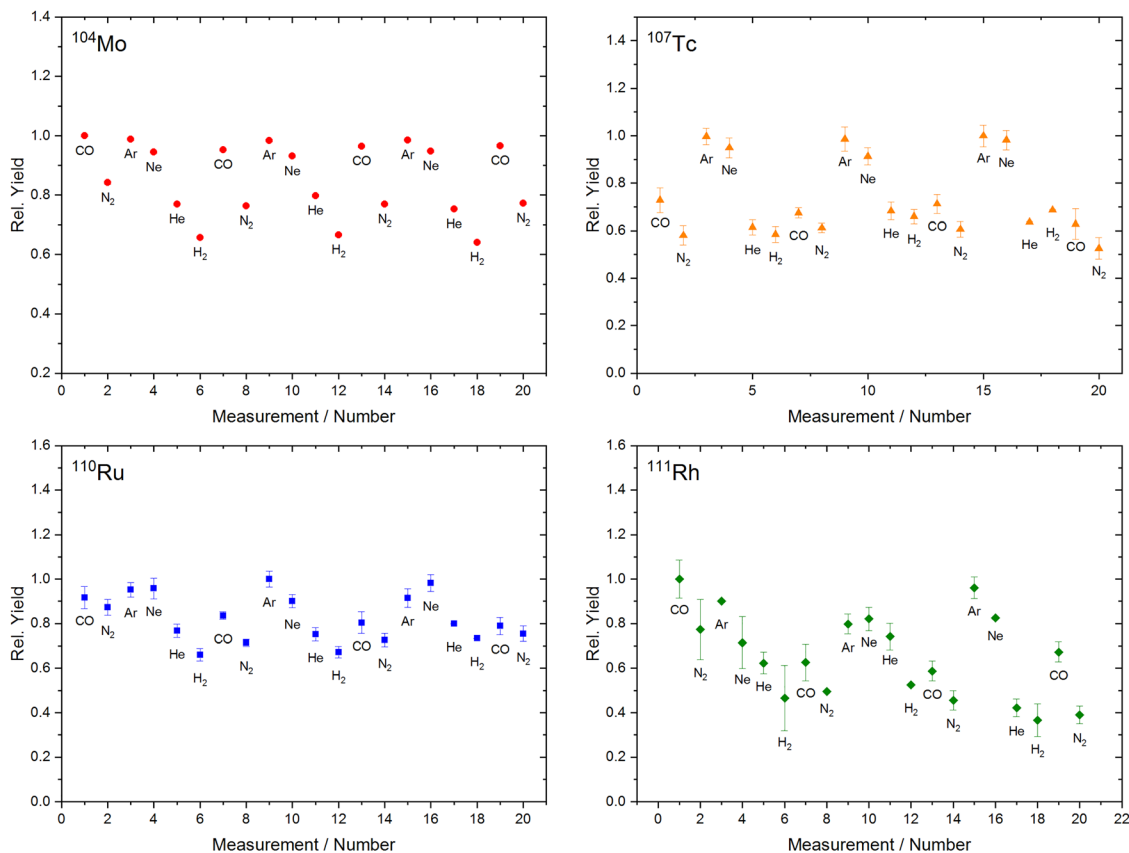 ¹⁰⁴Mo
Rel. Yield
1.4
1.2
1.0
0.8
0.6
0.4
0.2
CO
N₂
Ar
Ne
He
H₂
CO
N₂
Ar
Ne
He
H₂
CO
N₂
Ar
Ne
He
H₂
CO
N₂
0 2 4 6 8 10 12 14 16 18 20
Measurement / Number
¹⁰⁷Tc
Rel. Yield
1.4
1.2
1.0
0.8
0.6
0.4
0.2
0.0
CO
N₂
Ar
Ne
He
H₂
CO
N₂
Ar
Ne
He
H₂
CO
N₂
Ar
Ne
He
H₂
CO
N₂
0 5 10 15 20
Measurement / Number
¹¹⁰Ru
Rel. Yield
1.6
1.4
1.2
1.0
0.8
0.6
0.4
0.2
0.0
CO
N₂
Ar
Ne
He
H₂
CO
N₂
Ar
Ne
He
H₂
CO
N₂
Ar
Ne
He
H₂
CO
N₂
0 2 4 6 8 10 12 14 16 18 20
Measurement / Number
¹¹¹Rh
Rel. Yield
1.6
1.4
1.2
1.0
0.8
0.6
0.4
0.2
0.0
CO
N₂
Ar
Ne
He
H₂
CO
N₂
Ar
Ne
He
H₂
CO
N₂
Ar
Ne
He
H₂
CO
N₂
0 2 4 6 8 10 12 14 16 18 20 22
Measurement / Number